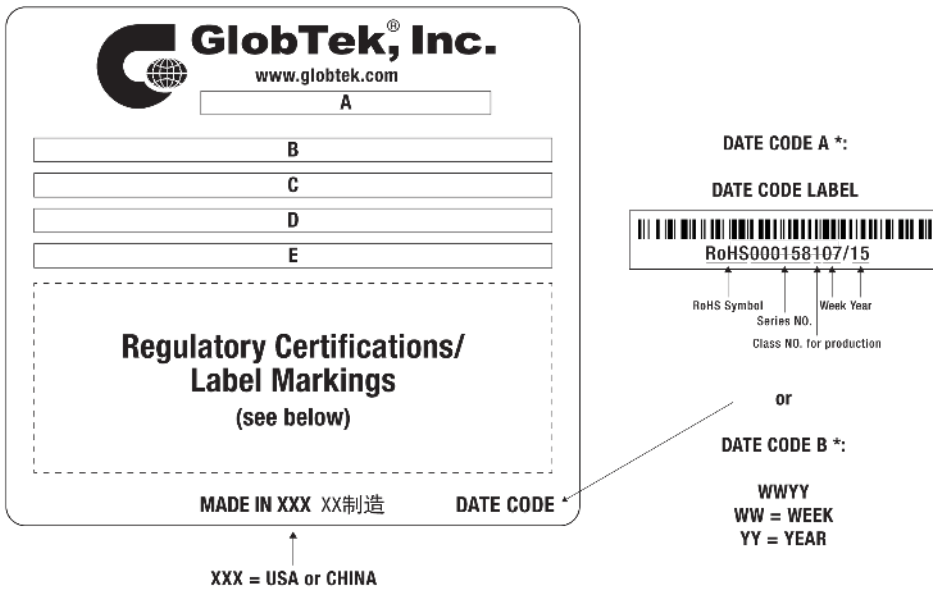 GlobTek®, Inc.
www.globtek.com
A
B
C
D
E
Regulatory Certifications/
Label Markings
(see below)
MADE IN XXX XX制造 DATE CODE
XXX = USA or CHINA
DATE CODE A *:
DATE CODE LABEL
RoHS000158107/15
RoHS Symbol
Week Year
Series NO.
Class NO. for production
or
DATE CODE B *:
WWYY
WW = WEEK
YY = YEAR